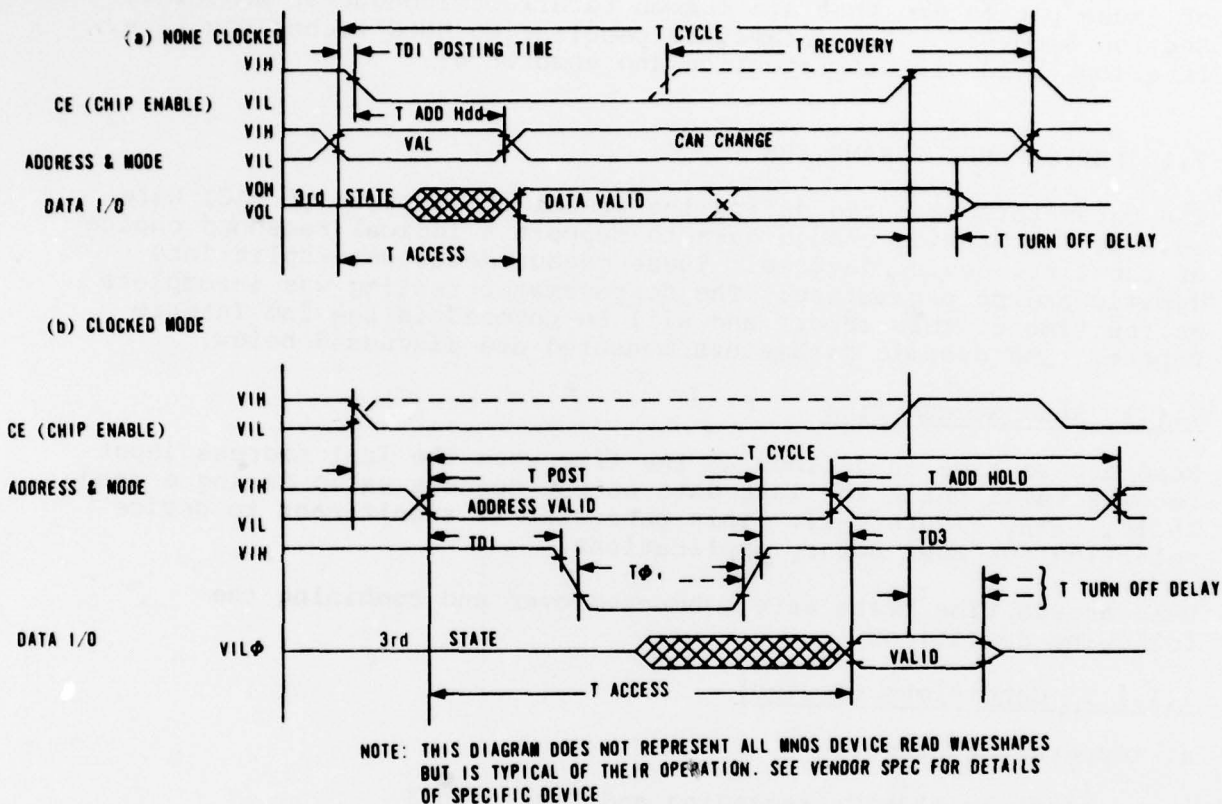 T CYCLE
(a) NONE CLOCKED
TD1 POSTING TIME
T RECOVERY
VIH
CE (CHIP ENABLE)
VIL
T ADD Hdd
VIH
VAL
CAN CHANGE
ADDRESS & MODE
VIL
DATA I/O
VOH
VOL
3rd STATE
DATA VALID
T ACCESS
T TURN OFF DELAY
(b) CLOCKED MODE
VIH
CE (CHIP ENABLE)
VIL
T CYCLE
ADDRESS & MODE
VIH
T POST
T ADD HOLD
ADDRESS VALID
VIL
VIH
TD1
TD3
TΦ
T TURN OFF DELAY
DATA I/O
VILΦ
3rd STATE
VALID
T ACCESS
NOTE: THIS DIAGRAM DOES NOT REPRESENT ALL MNOS DEVICE READ WAVESHAPES
BUT IS TYPICAL OF THEIR OPERATION. SEE VENDOR SPEC FOR DETAILS
OF SPECIFIC DEVICE